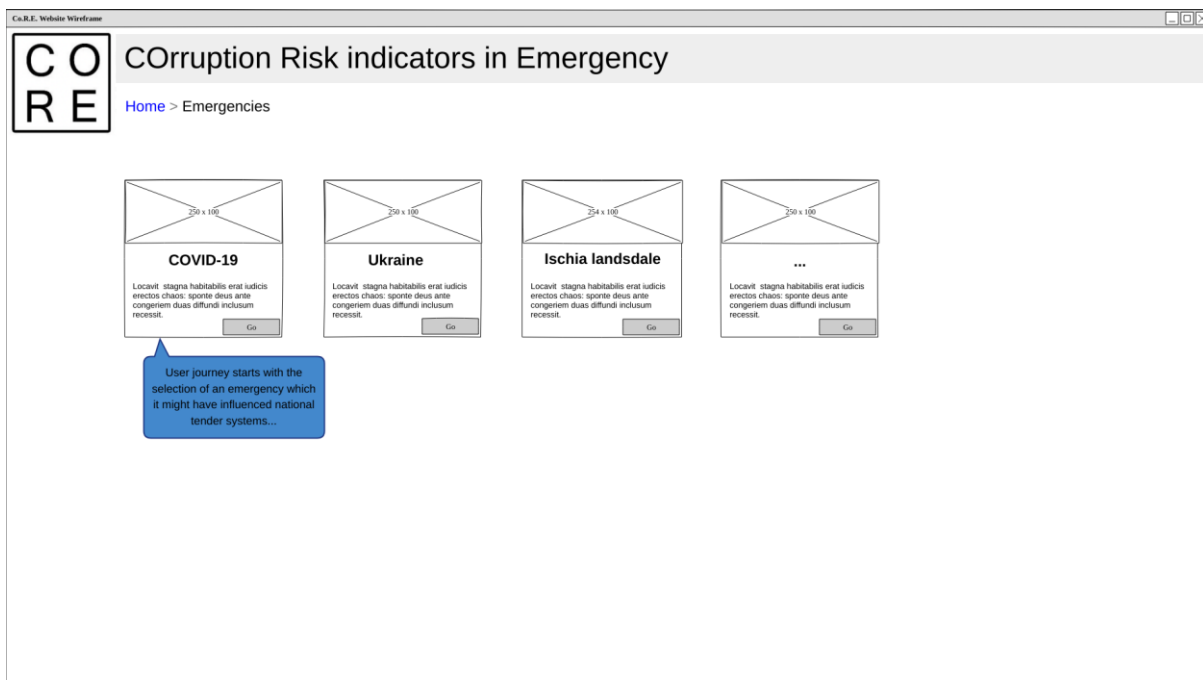 Co.R.E. Website Wireframe
C O
R E
COrruption Risk indicators in Emergency
Home > Emergencies
250 x 100
COVID-19
Locavit stagna habitabilis erat iudicis
erectos chaos: sponte deus ante
congeriem duas diffundi inclusum
recessit.
Go
250 x 100
Ukraine
Locavit stagna habitabilis erat iudicis
erectos chaos: sponte deus ante
congeriem duas diffundi inclusum
recessit.
Go
254 x 100
Ischia landsdale
Locavit stagna habitabilis erat iudicis
erectos chaos: sponte deus ante
congeriem duas diffundi inclusum
recessit.
Go
250 x 100
...
Locavit stagna habitabilis erat iudicis
erectos chaos: sponte deus ante
congeriem duas diffundi inclusum
recessit.
Go
User journey starts with the
selection of an emergency which
it might have influenced national
tender systems...